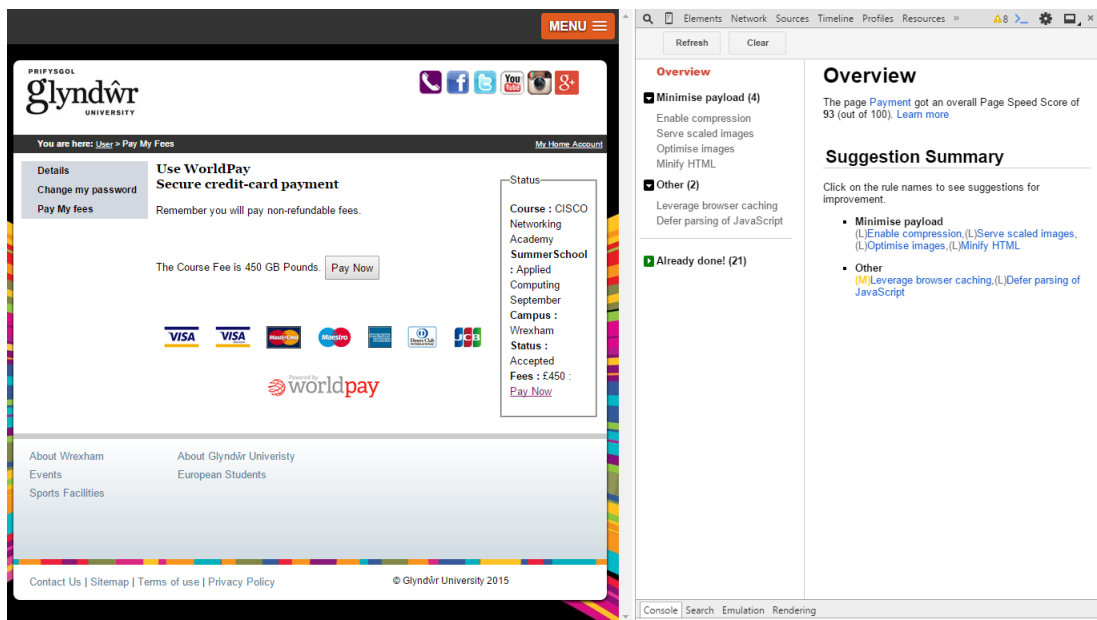 MENU
PRIFYSGOL
glyndŵr
UNIVERSITY
You Tube
8+
You are here: User > Pay My Fees
My Home Account
Details
Change my password
Pay My fees
Use WorldPay
Secure credit-card payment
Remember you will pay non-refundable fees.
The Course Fee is 450 GB Pounds. Pay Now
VISA
VISA
MasterCard
Maestro
JCB
Powered by
worldpay
Status
Course : CISCO
Networking
Academy
SummerSchool
: Applied
Computing
September
Campus :
Wrexham
Status :
Accepted
Fees : £450 :
Pay Now
About Wrexham
Events
Sports Facilities
About Glyndŵr Univeristy
European Students
Contact Us | Sitemap | Terms of use | Privacy Policy
© Glyndŵr University 2015
Elements Network Sources Timeline Profiles Resources »
8
Refresh
Clear
Overview
Minimise payload (4)
Enable compression
Serve scaled images
Optimise images
Minify HTML
Other (2)
Leverage browser caching
Defer parsing of JavaScript
Already done! (21)
Overview
The page Payment got an overall Page Speed Score of
93 (out of 100). Learn more
Suggestion Summary
Click on the rule names to see suggestions for
improvement.
Minimise payload
(L)Enable compression,(L)Serve scaled images,
(L)Optimise images,(L)Minify HTML
Other
(M)Leverage browser caching,(L)Defer parsing of
JavaScript
Console Search Emulation Rendering